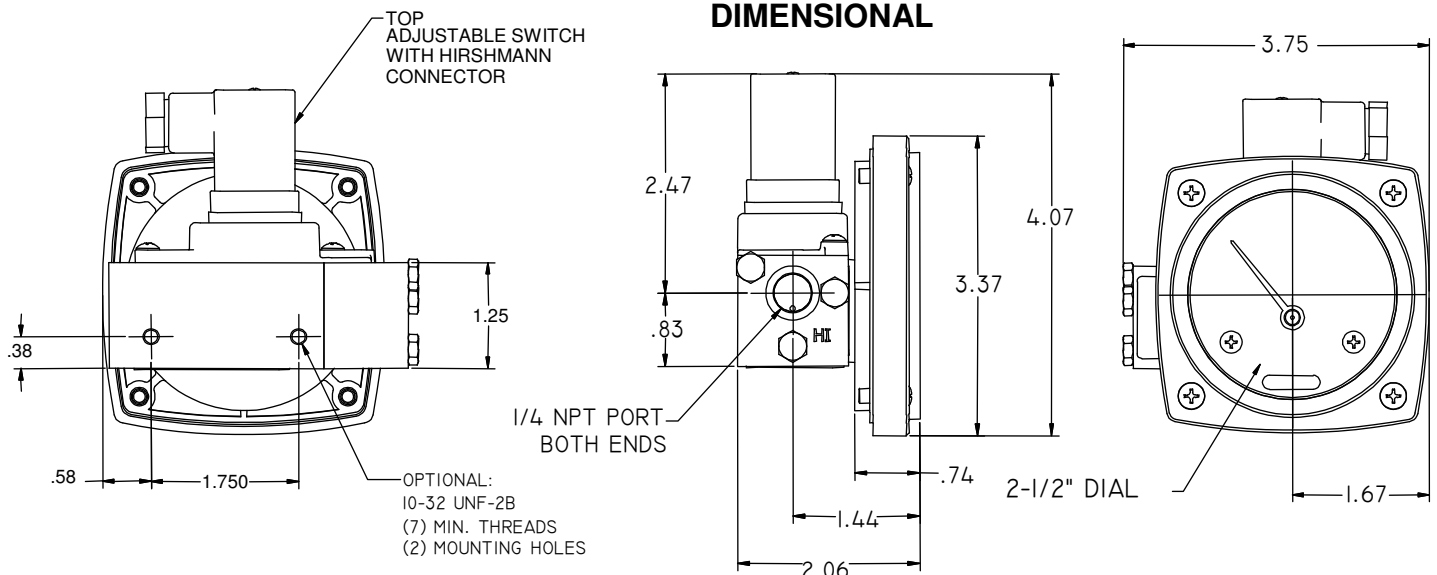 DIMENSIONAL
TOP
ADJUSTABLE SWITCH
WITH HIRSHMANN
CONNECTOR
1.25
.38
.58
1.750
OPTIONAL:
10-32 UNF-2B
(7) MIN. THREADS
(2) MOUNTING HOLES
2.47
.83
4.07
3.37
HI
1/4 NPT PORT
BOTH ENDS
.74
1.44
2.06
3.75
2-1/2" DIAL
1.67